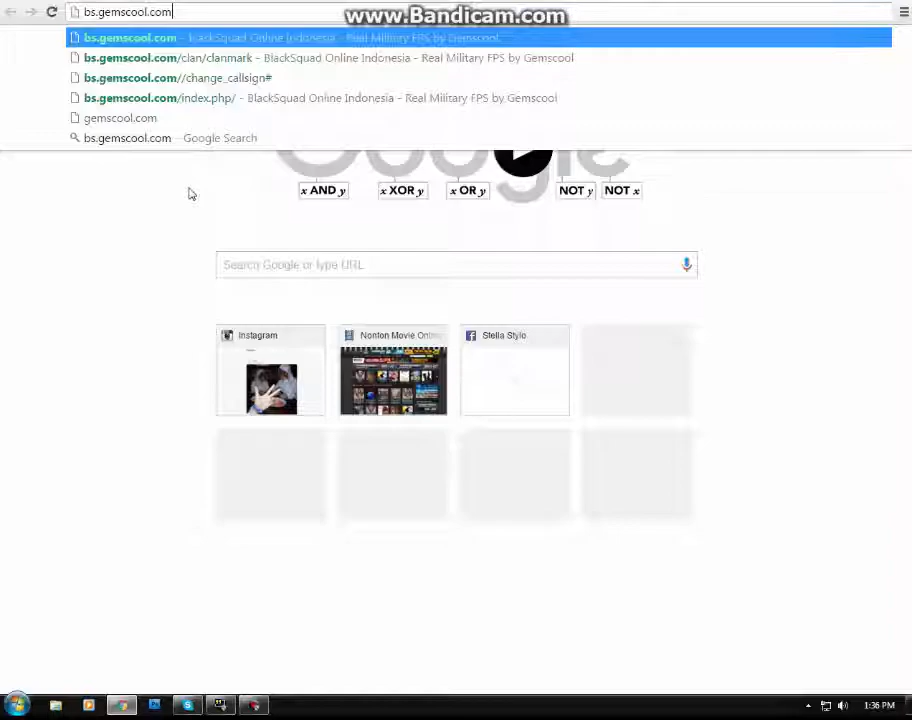 bs.gemscool.com
www.Bandicam.com
bs.gemscool.com – BlackSquad Online Indonesia - Real Military FPS by Gemscool
bs.gemscool.com/clan/clanmark - BlackSquad Online Indonesia - Real Military FPS by Gemscool
bs.gemscool.com//change_callsign#
bs.gemscool.com/index.php/ - BlackSquad Online Indonesia - Real Military FPS by Gemscool
gemscool.com
bs.gemscool.com – Google Search
Google
x AND y x XOR y x OR y NOT y NOT x
Search Google or type URL
Instagram Nonton Movie Online Stella Stylo
1:36 PM